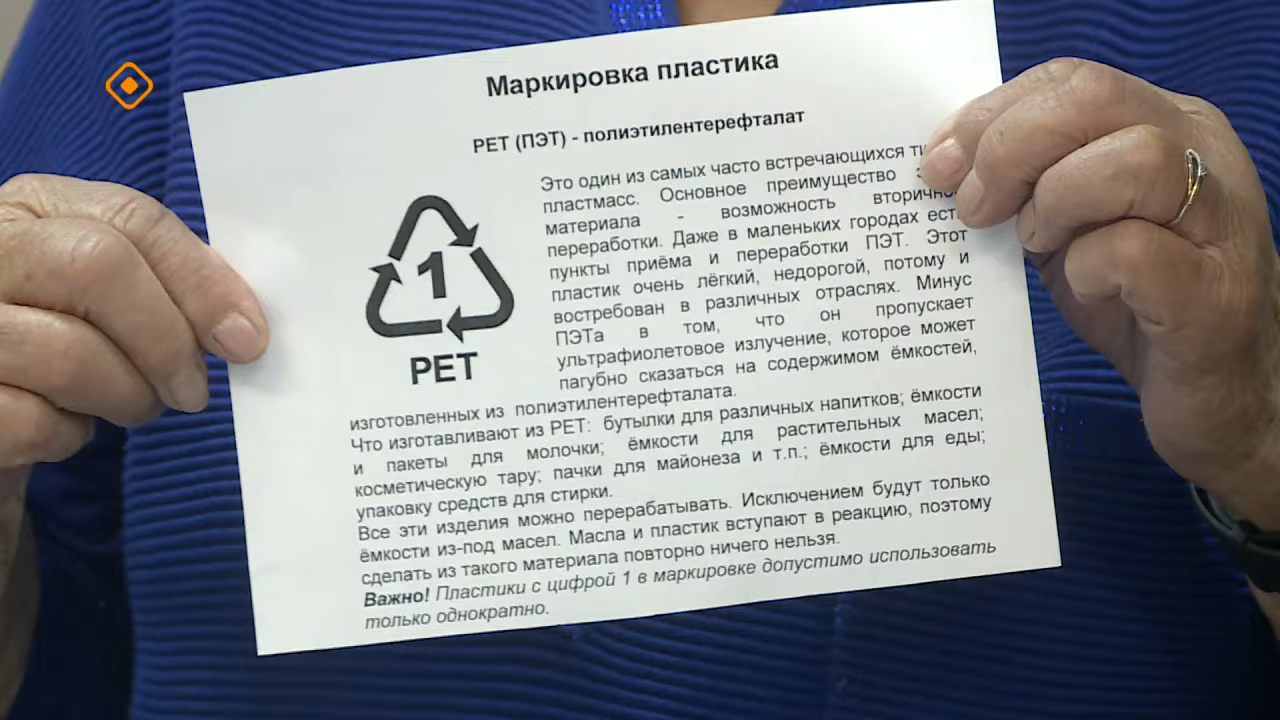 Маркировка пластика
PET (ПЭТ) - полиэтилентерефталат
Это один из самых часто встречающихся
пластмасс. Основное преимущество
материала - возможность
переработки. Даже в маленьких городах есть
пункты приёма и переработки ПЭТ. Этот
пластик очень лёгкий, недорогой, потому и
востребован в различных отраслях. Минус
ПЭТа в том, что он пропускает
ультрафиолетовое излучение, которое может
пагубно сказаться на содержимом ёмкостей,
1
PET
изготовленных из полиэтилентерефталата.
Что изготавливают из PET: бутылки для различных напитков; ёмкости
и пакеты для молочки; ёмкости для растительных масел;
косметическую тару; пачки для майонеза и т.п.; ёмкости для еды;
упаковку средств для стирки.
Все эти изделия можно перерабатывать. Исключением будут только
ёмкости из-под масел. Масла и пластик вступают в реакцию, поэтому
сделать из такого материала повторно ничего нельзя.
Важно! Пластики с цифрой 1 в маркировке допустимо использовать
только однократно.